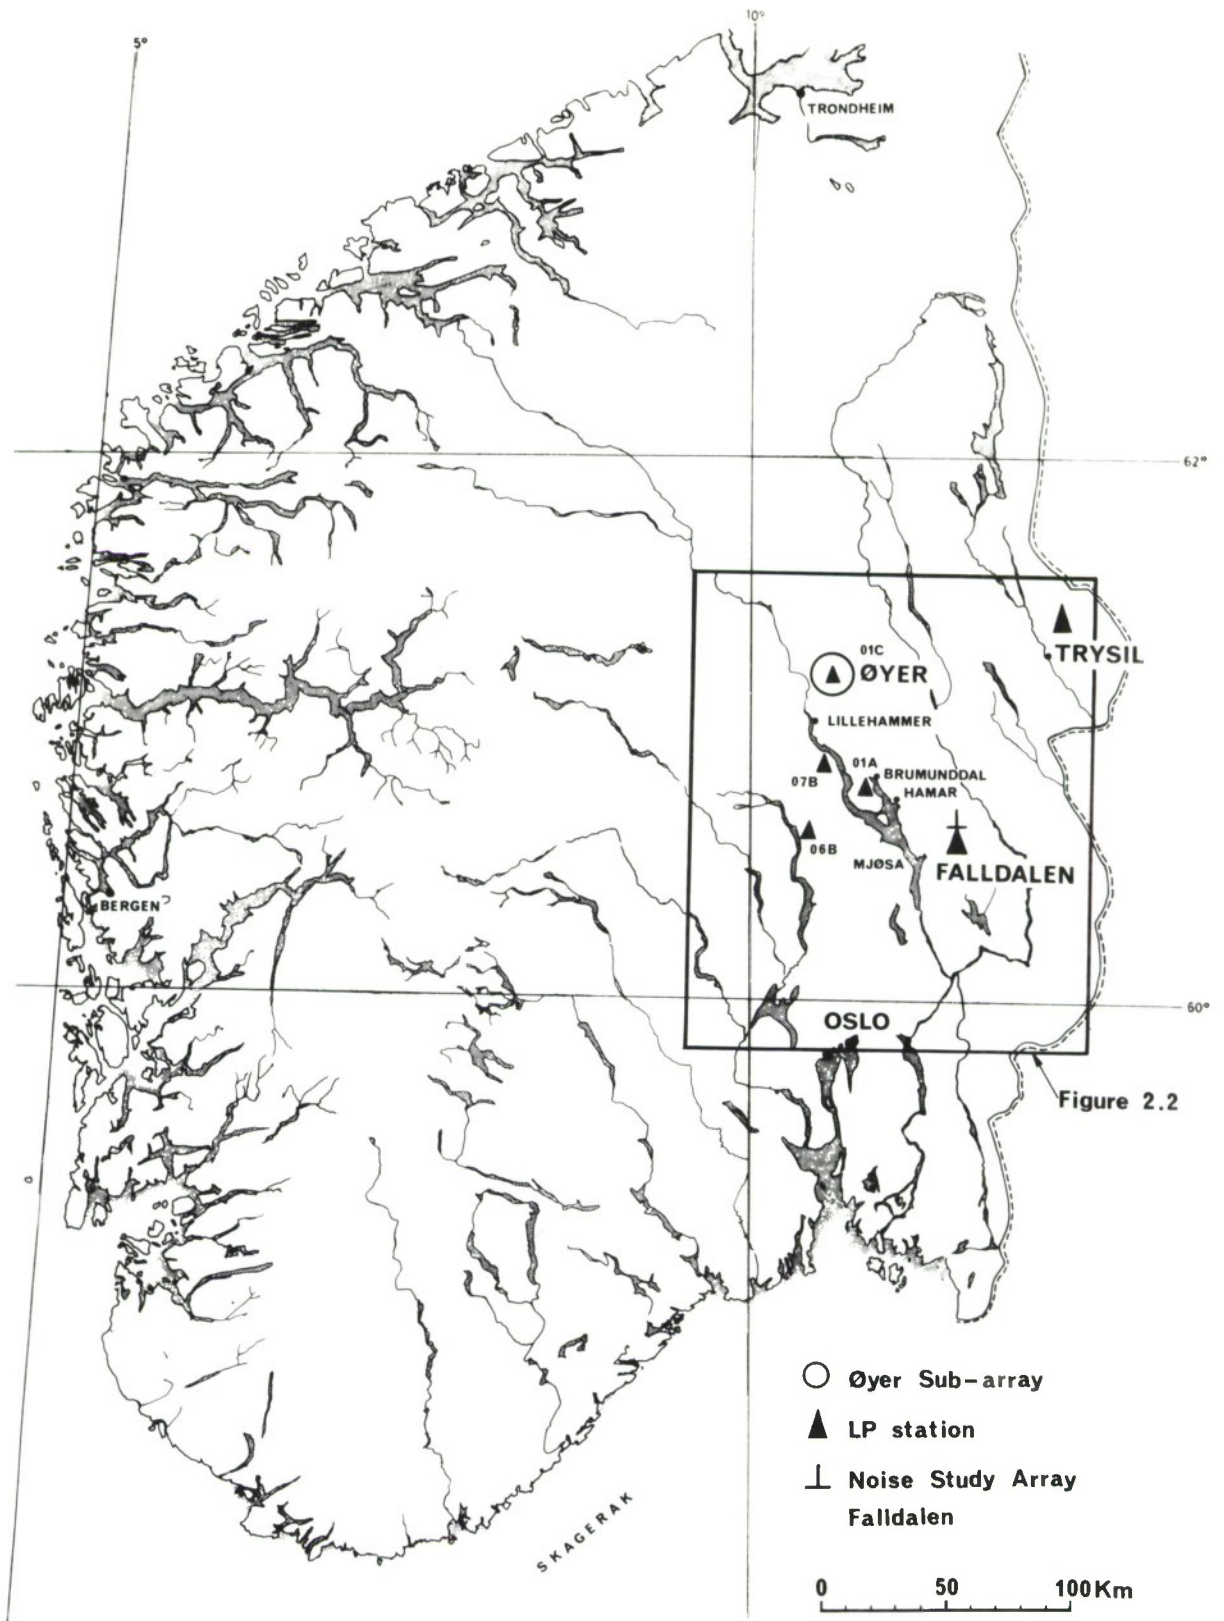 5°
10°
TRONDHEIM
62°
TRYSIL
01C
ØYER
LILLEHAMMER
01A
BRUMUNDDAL
07B
HAMAR
06B
MJØSA
FALLDALEN
BERGEN
60°
OSLO
Figure 2.2
Øyer Sub-array
LP station
Noise Study Array
Falldalen
SKAGERAK
0 50 100Km